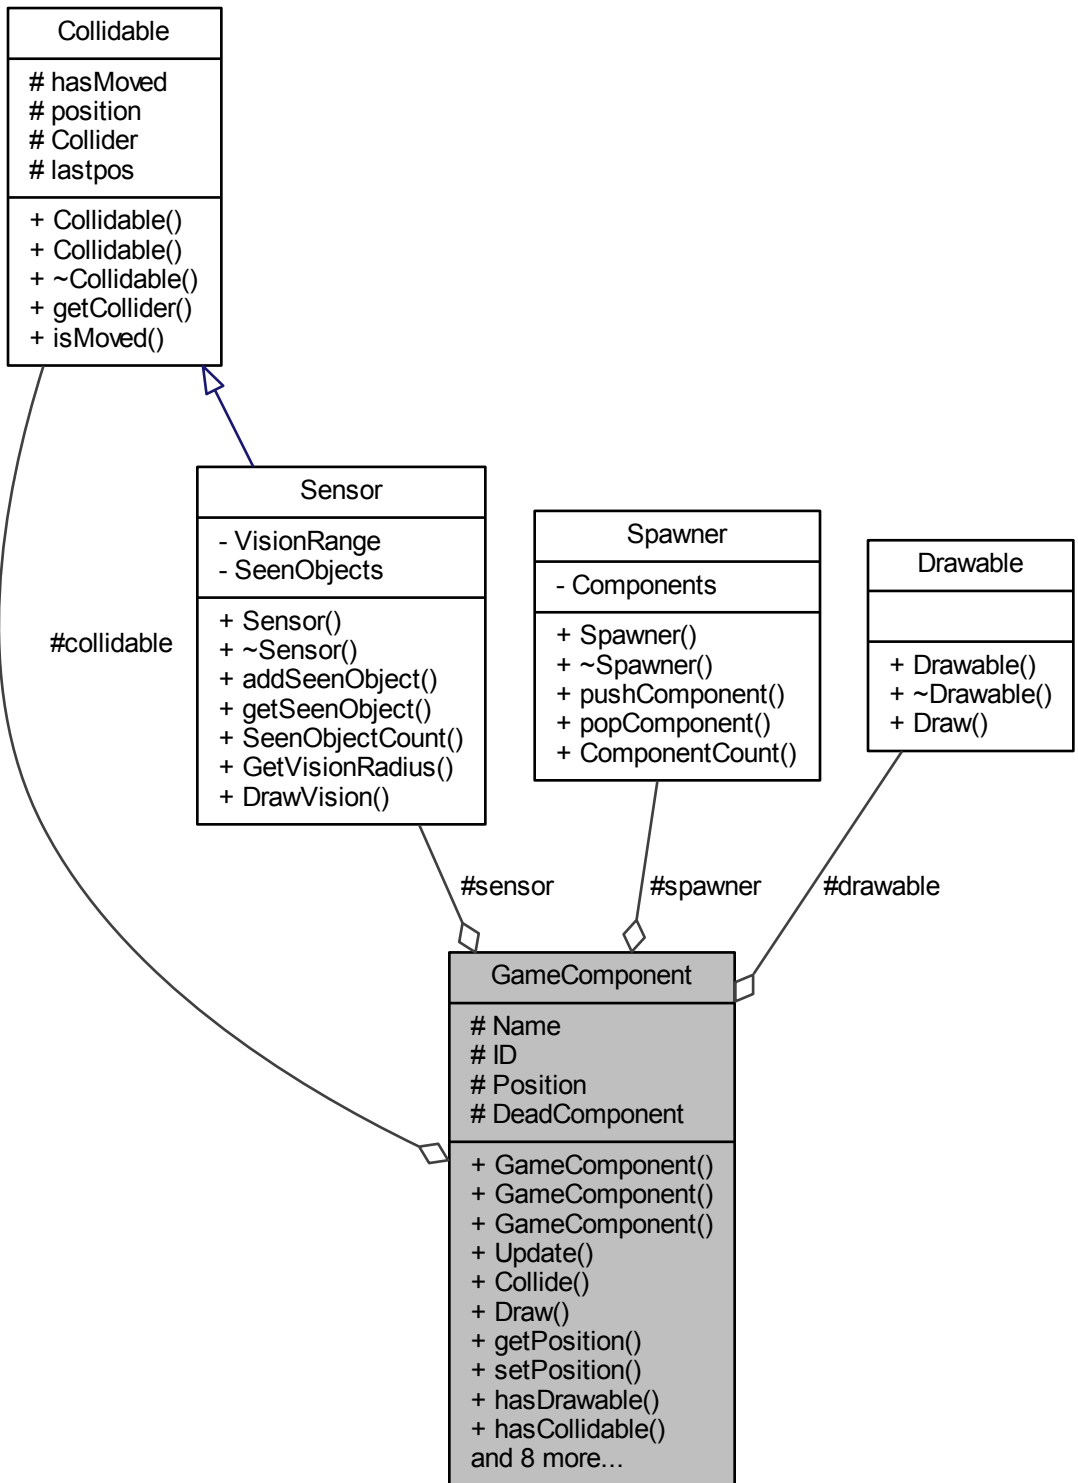 Collidable
# hasMoved
# position
# Collider
# lastpos
+ Collidable()
+ Collidable()
+ ~Collidable()
+ getCollider()
+ isMoved()
#collidable
Sensor
- VisionRange
- SeenObjects
+ Sensor()
+ ~Sensor()
+ addSeenObject()
+ getSeenObject()
+ SeenObjectCount()
+ GetVisionRadius()
+ DrawVision()
Spawner
- Components
+ Spawner()
+ ~Spawner()
+ pushComponent()
+ popComponent()
+ ComponentCount()
Drawable
+ Drawable()
+ ~Drawable()
+ Draw()
#sensor
#spawner
#drawable
GameComponent
# Name
# ID
# Position
# DeadComponent
+ GameComponent()
+ GameComponent()
+ GameComponent()
+ Update()
+ Collide()
+ Draw()
+ getPosition()
+ setPosition()
+ hasDrawable()
+ hasCollidable()
and 8 more...